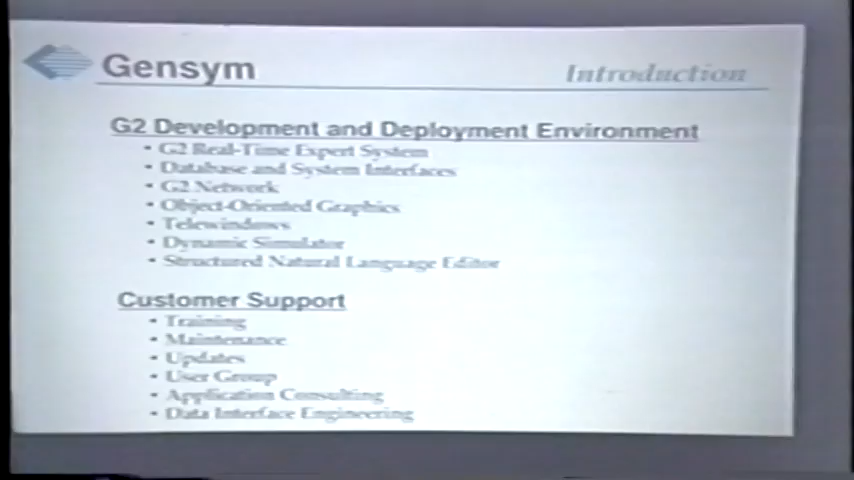 Gensym
Introduction
G2 Development and Deployment Environment
• G2 Real-Time Expert System
• Database and System Interfaces
• G2 Network
• Object-Oriented Graphics
• Telewindows
• Dynamic Simulator
• Structured Natural Language Editor
Customer Support
• Training
• Maintenance
• Updates
• User Group
• Application Consulting
• Data Interface Engineering